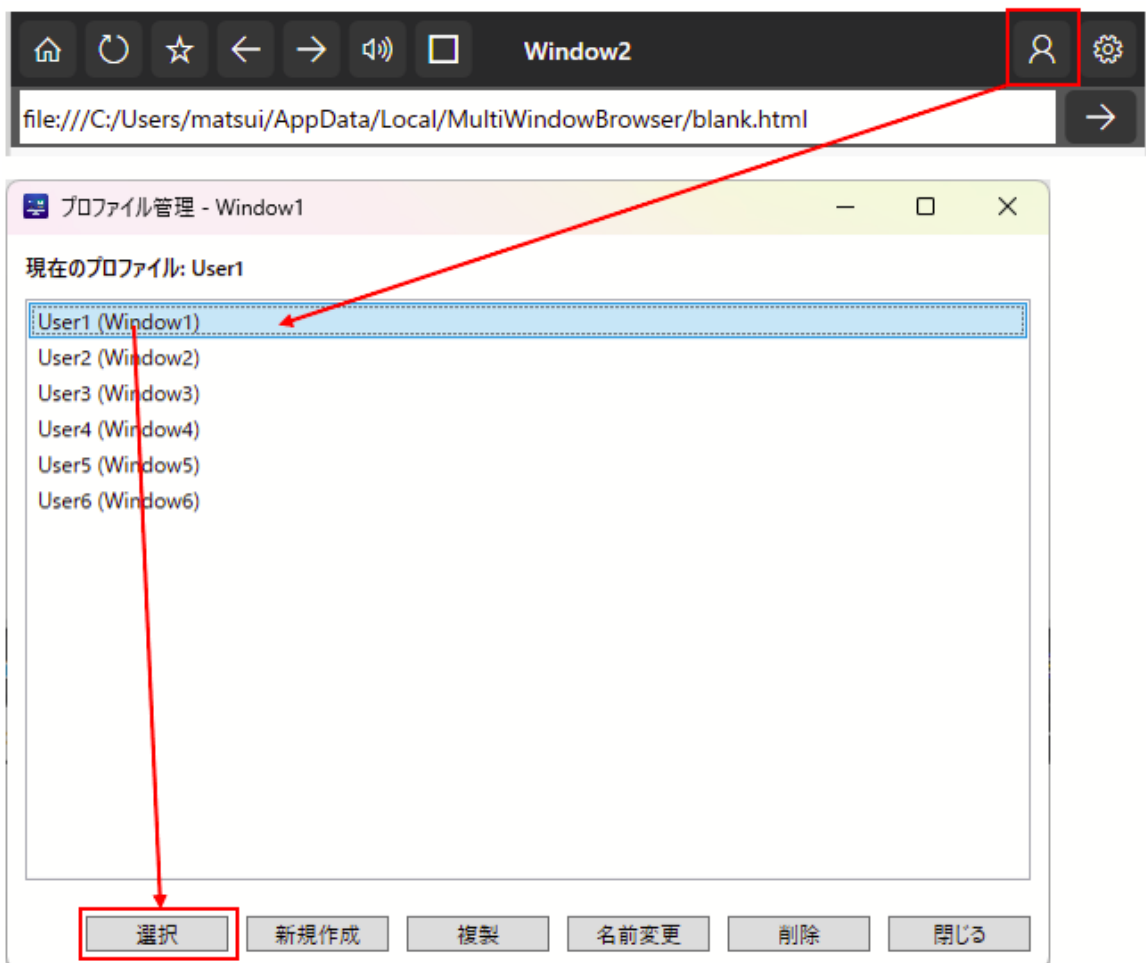 Window2
file:///C:/Users/matsui/AppData/Local/MultiWindowBrowser/blank.html
プロファイル管理 - Window1
現在のプロファイル: User1
User1 (Window1)
User2 (Window2)
User3 (Window3)
User4 (Window4)
User5 (Window5)
User6 (Window6)
選択 新規作成 複製 名前変更 削除 閉じる